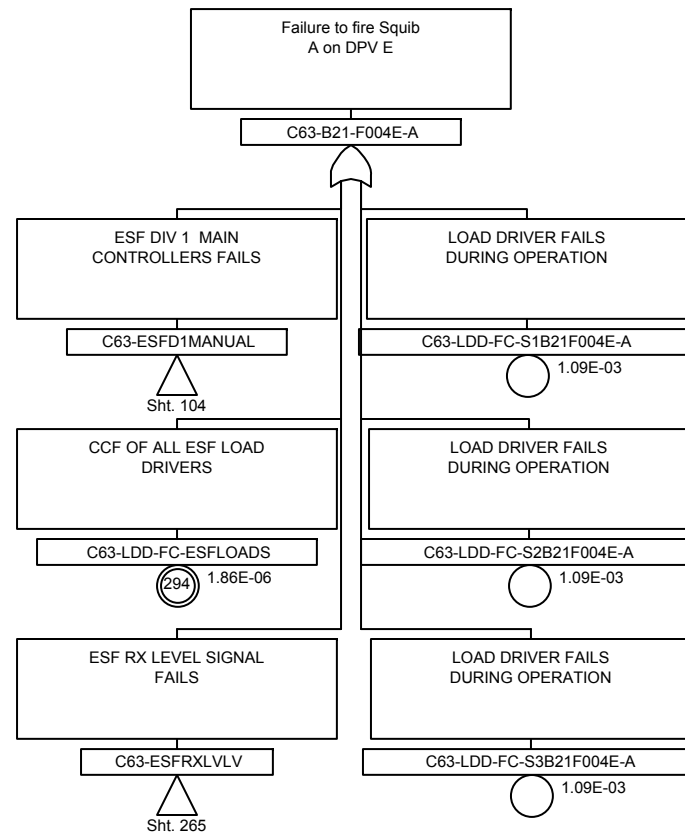 Failure to fire Squib
A on DPV E
C63-B21-F004E-A
ESF DIV 1 MAIN
CONTROLLERS FAILS
C63-ESFD1MANUAL
Sht. 104
LOAD DRIVER FAILS
DURING OPERATION
C63-LDD-FC-S1B21F004E-A
1.09E-03
CCF OF ALL ESF LOAD
DRIVERS
C63-LDD-FC-ESFLOADS
294
1.86E-06
LOAD DRIVER FAILS
DURING OPERATION
C63-LDD-FC-S2B21F004E-A
1.09E-03
ESF RX LEVEL SIGNAL
FAILS
C63-ESFRXLVLV
Sht. 265
LOAD DRIVER FAILS
DURING OPERATION
C63-LDD-FC-S3B21F004E-A
1.09E-03